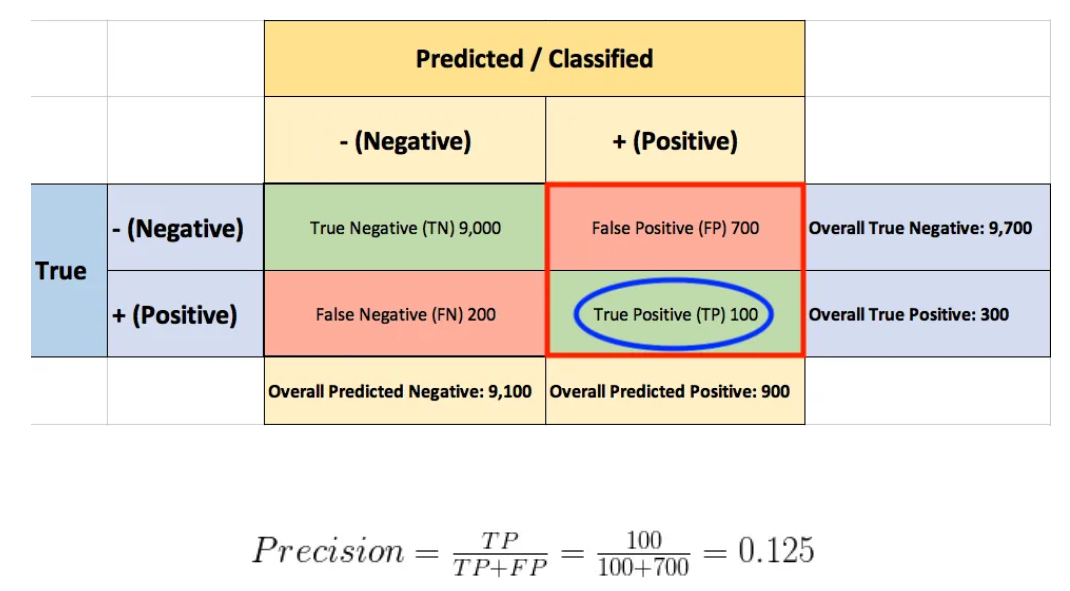 Predicted / Classified
- (Negative) + (Positive)
True
- (Negative) True Negative (TN) 9,000 False Positive (FP) 700 Overall True Negative: 9,700
+ (Positive) False Negative (FN) 200 True Positive (TP) 100 Overall True Positive: 300
Overall Predicted Negative: 9,100 Overall Predicted Positive: 900
Precision = TP / TP+FP = 100 / 100+700 = 0.125